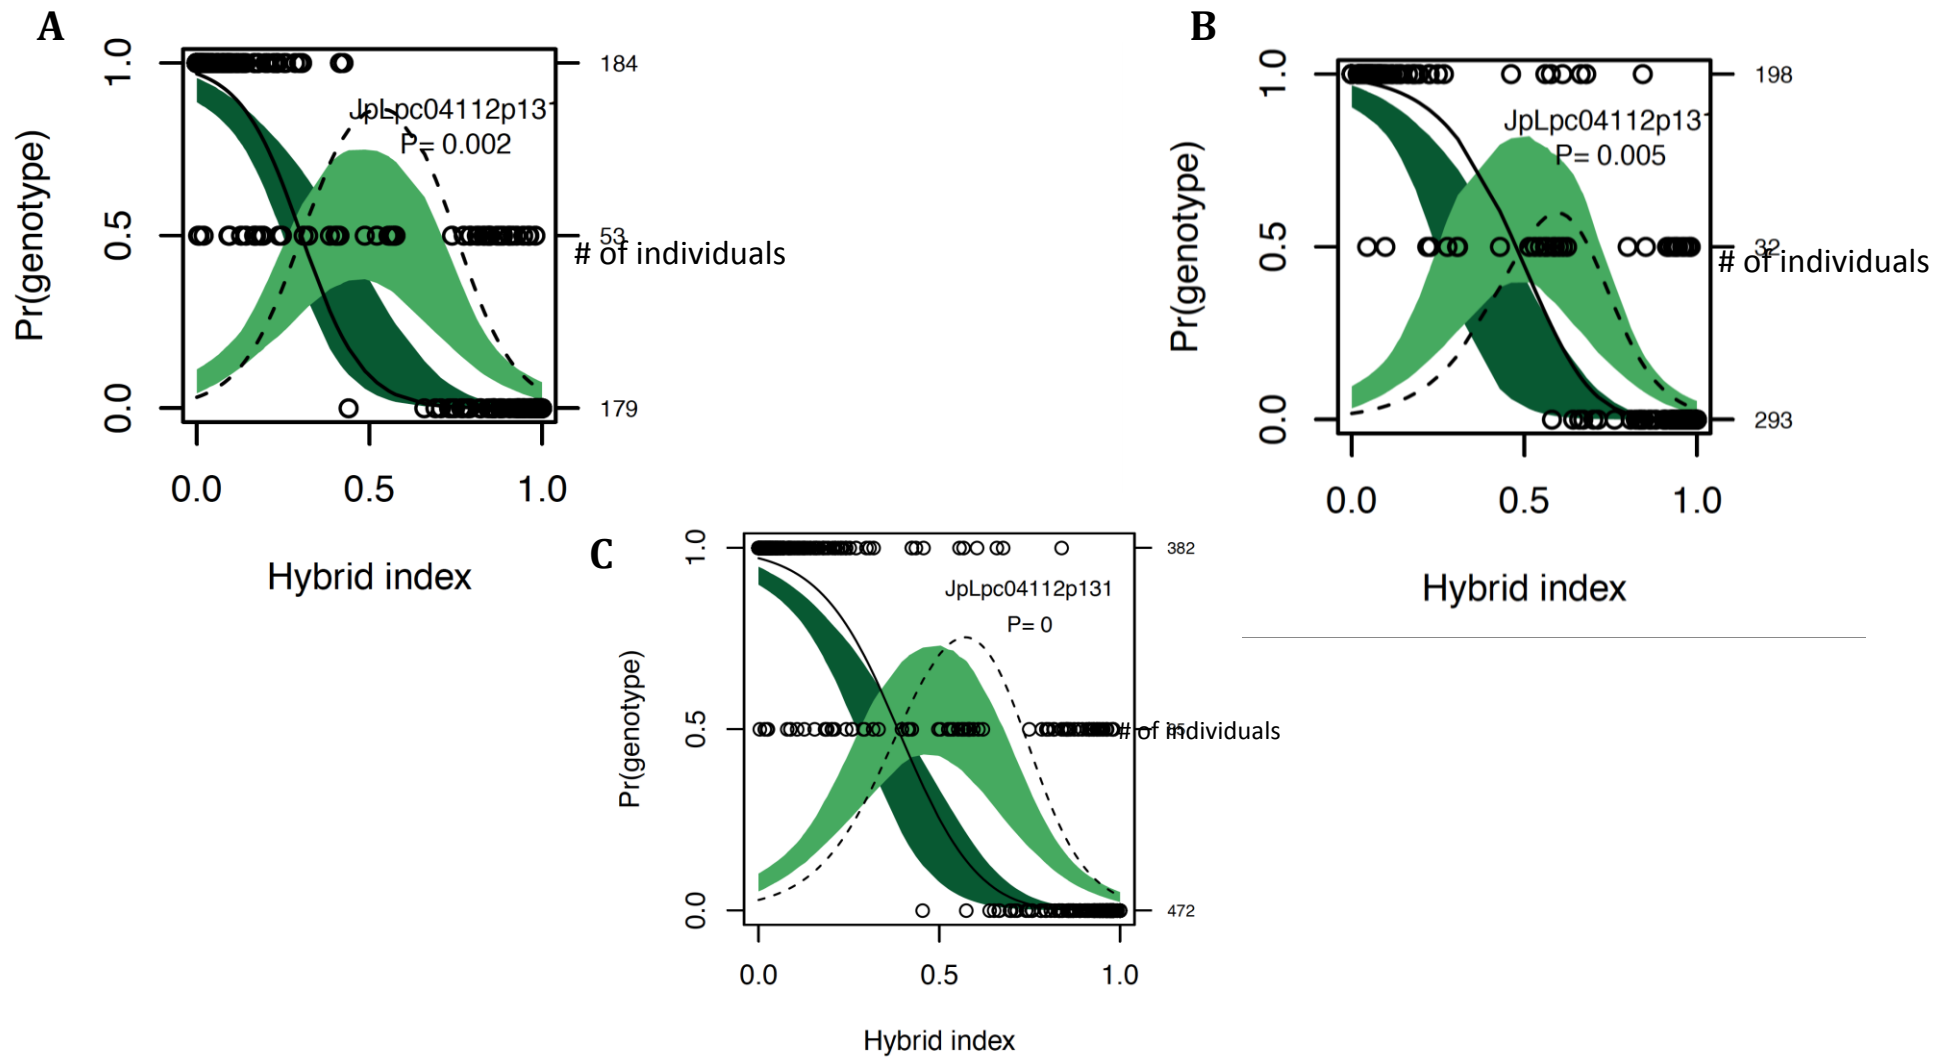 A
1.0
0.5
0.0
Pr(genotype)
184
53
179
# of individuals
JpLpc04112p131
P= 0.002
0.0 0.5 1.0
Hybrid index
B
1.0
0.5
0.0
Pr(genotype)
198
32
293
# of individuals
JpLpc04112p131
P= 0.005
0.0 0.5 1.0
Hybrid index
C
1.0
0.5
0.0
Pr(genotype)
382
85
472
# of individuals
JpLpc04112p131
P= 0
0.0 0.5 1.0
Hybrid index